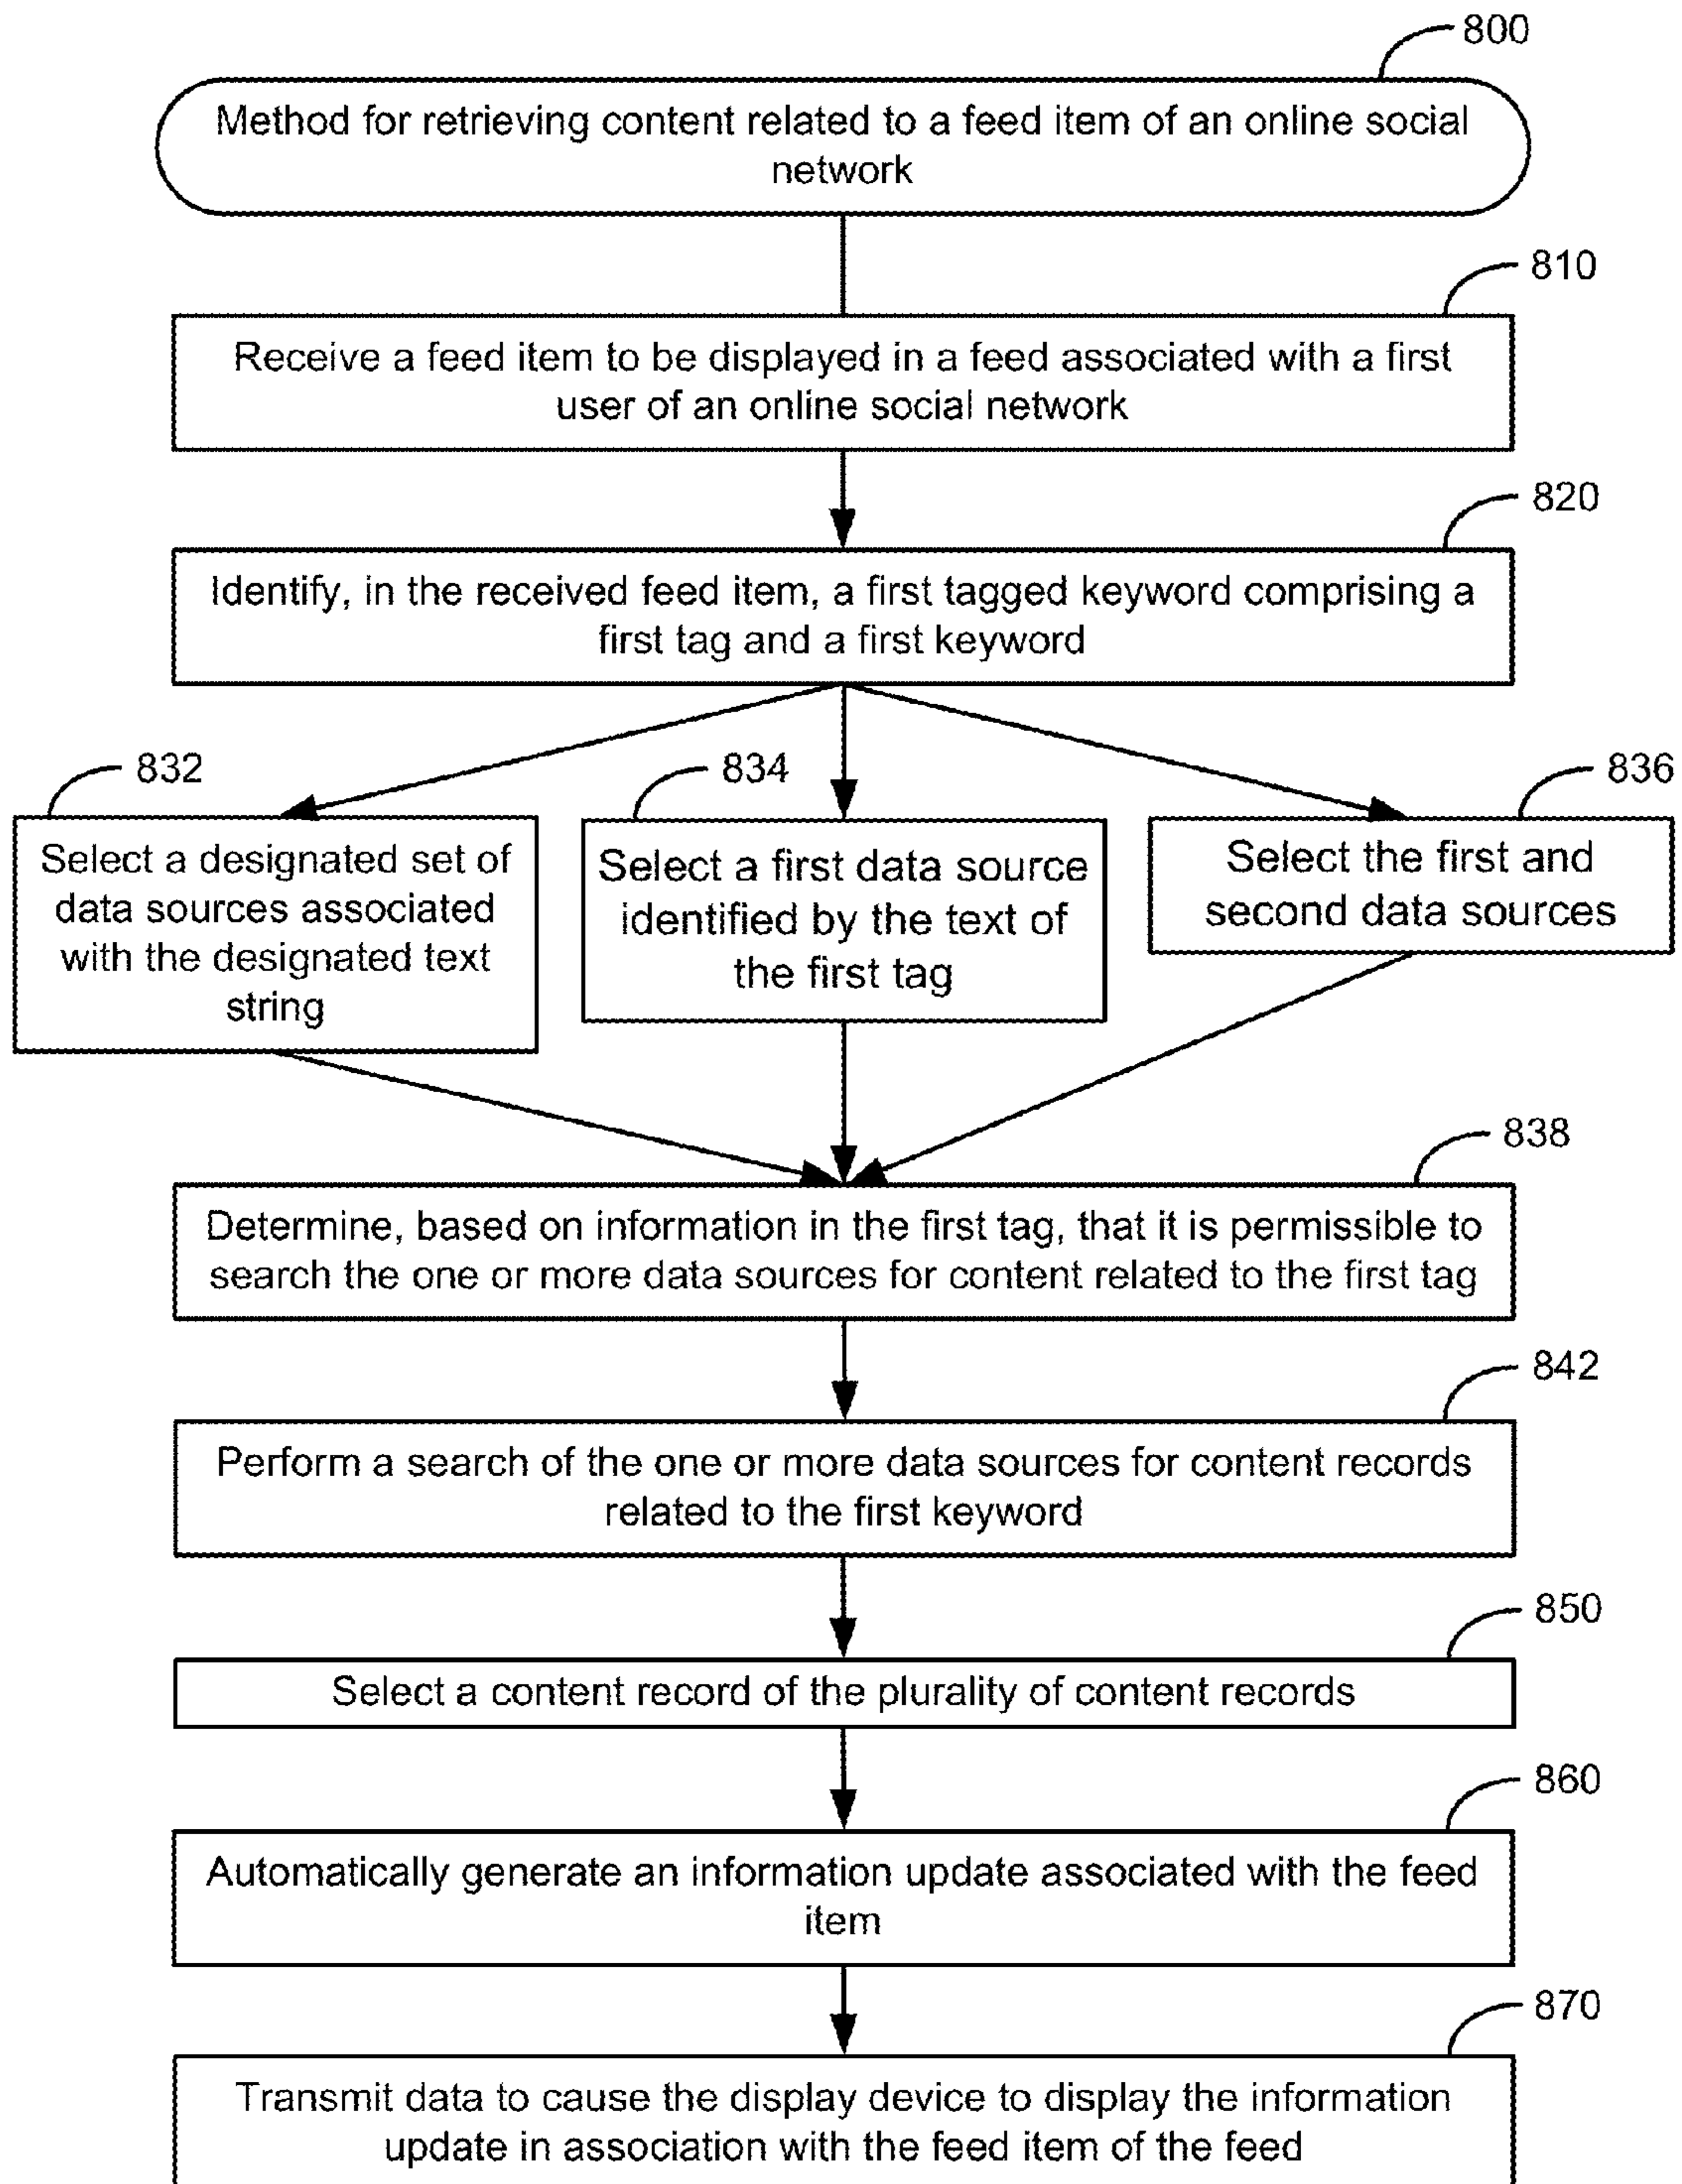 800
Method for retrieving content related to a feed item of an online social
network
810
Receive a feed item to be displayed in a feed associated with a first
user of an online social network
820
Identify, in the received feed item, a first tagged keyword comprising a
first tag and a first keyword
832
Select a designated set of
data sources associated
with the designated text
string
834
Select a first data source
identified by the text of
the first tag
836
Select the first and
second data sources
838
Determine, based on information in the first tag, that it is permissible to
search the one or more data sources for content related to the first tag
842
Perform a search of the one or more data sources for content records
related to the first keyword
850
Select a content record of the plurality of content records
860
Automatically generate an information update associated with the feed
item
870
Transmit data to cause the display device to display the information
update in association with the feed item of the feed